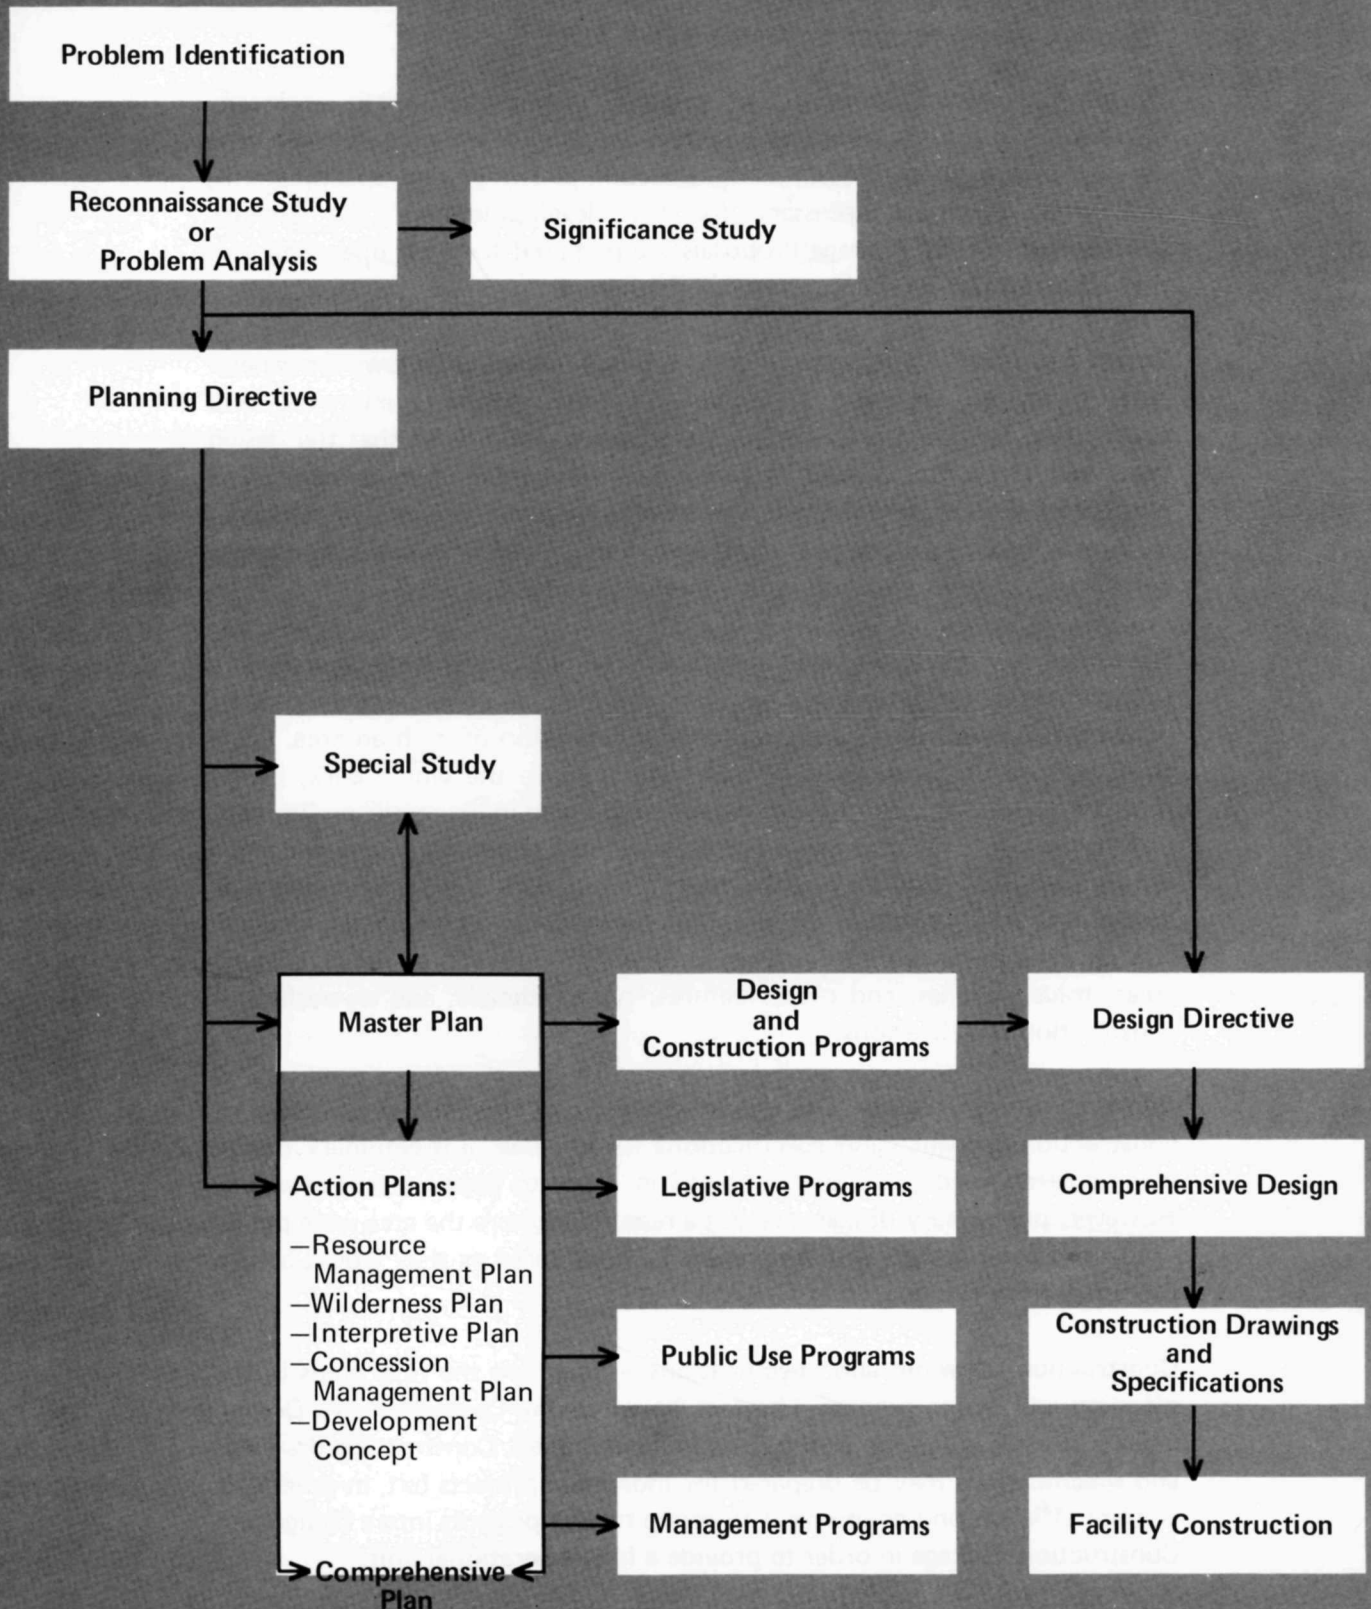 Problem Identification
Reconnaissance Study
or
Problem Analysis
Significance Study
Planning Directive
Special Study
Master Plan
Design
and
Construction Programs
Design Directive
Action Plans:
—Resource
Management Plan
—Wilderness Plan
—Interpretive Plan
—Concession
Management Plan
—Development
Concept
Legislative Programs
Comprehensive Design
Public Use Programs
Construction Drawings
and
Specifications
Management Programs
Facility Construction
Comprehensive
Plan